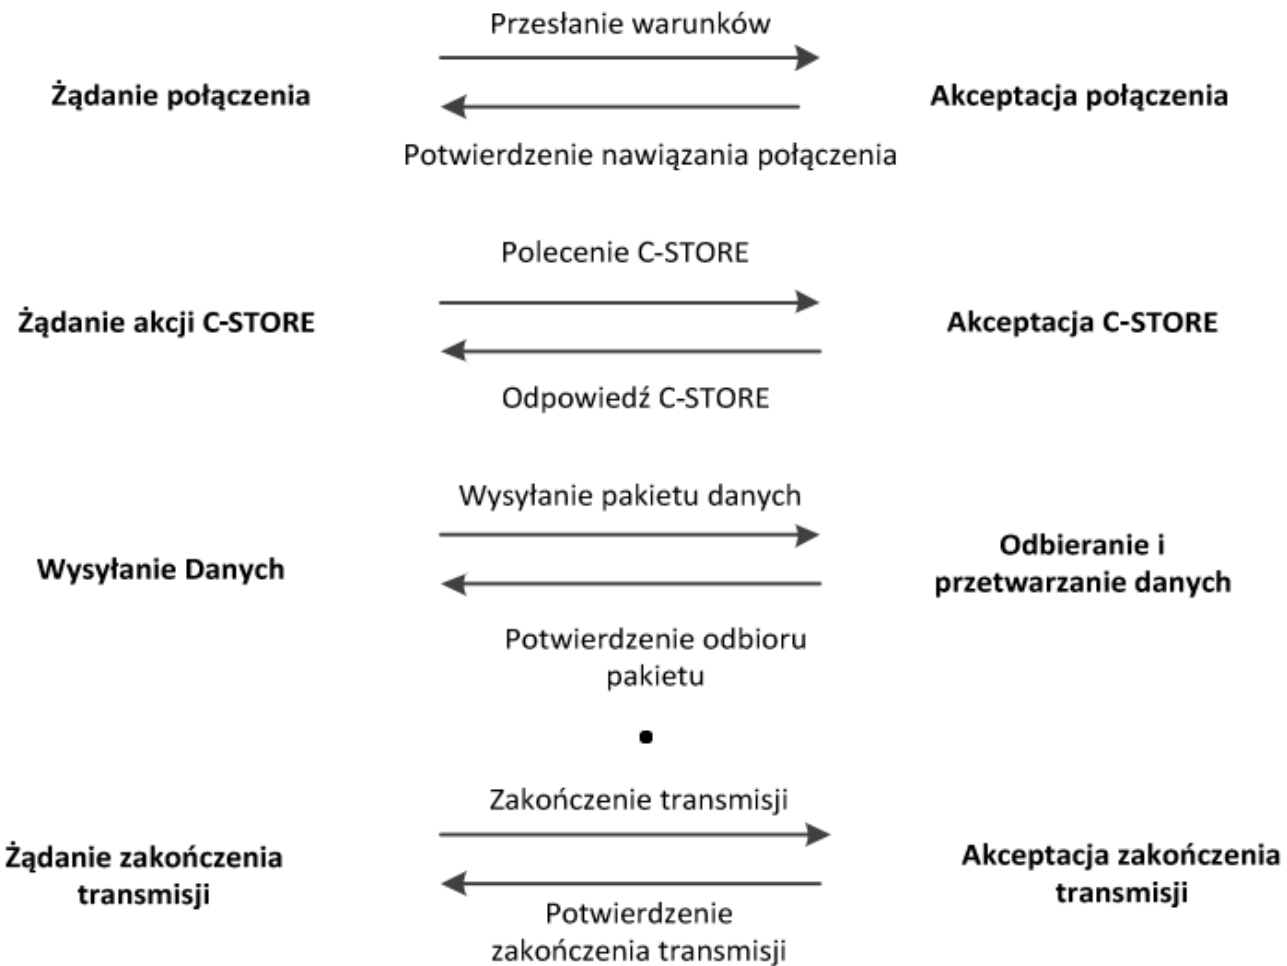 Przesłanie warunków
Żądanie połączenia
Akceptacja połączenia
Potwierdzenie nawiązania połączenia
Polecenie C-STORE
Żądanie akcji C-STORE
Akceptacja C-STORE
Odpowiedź C-STORE
Wysyłanie pakietu danych
Wysyłanie Danych
Odbieranie i
przetwarzanie danych
Potwierdzenie odbioru
pakietu
Zakończenie transmisji
Żądanie zakończenia
transmisji
Akceptacja zakończenia
transmisji
Potwierdzenie
zakończenia transmisji